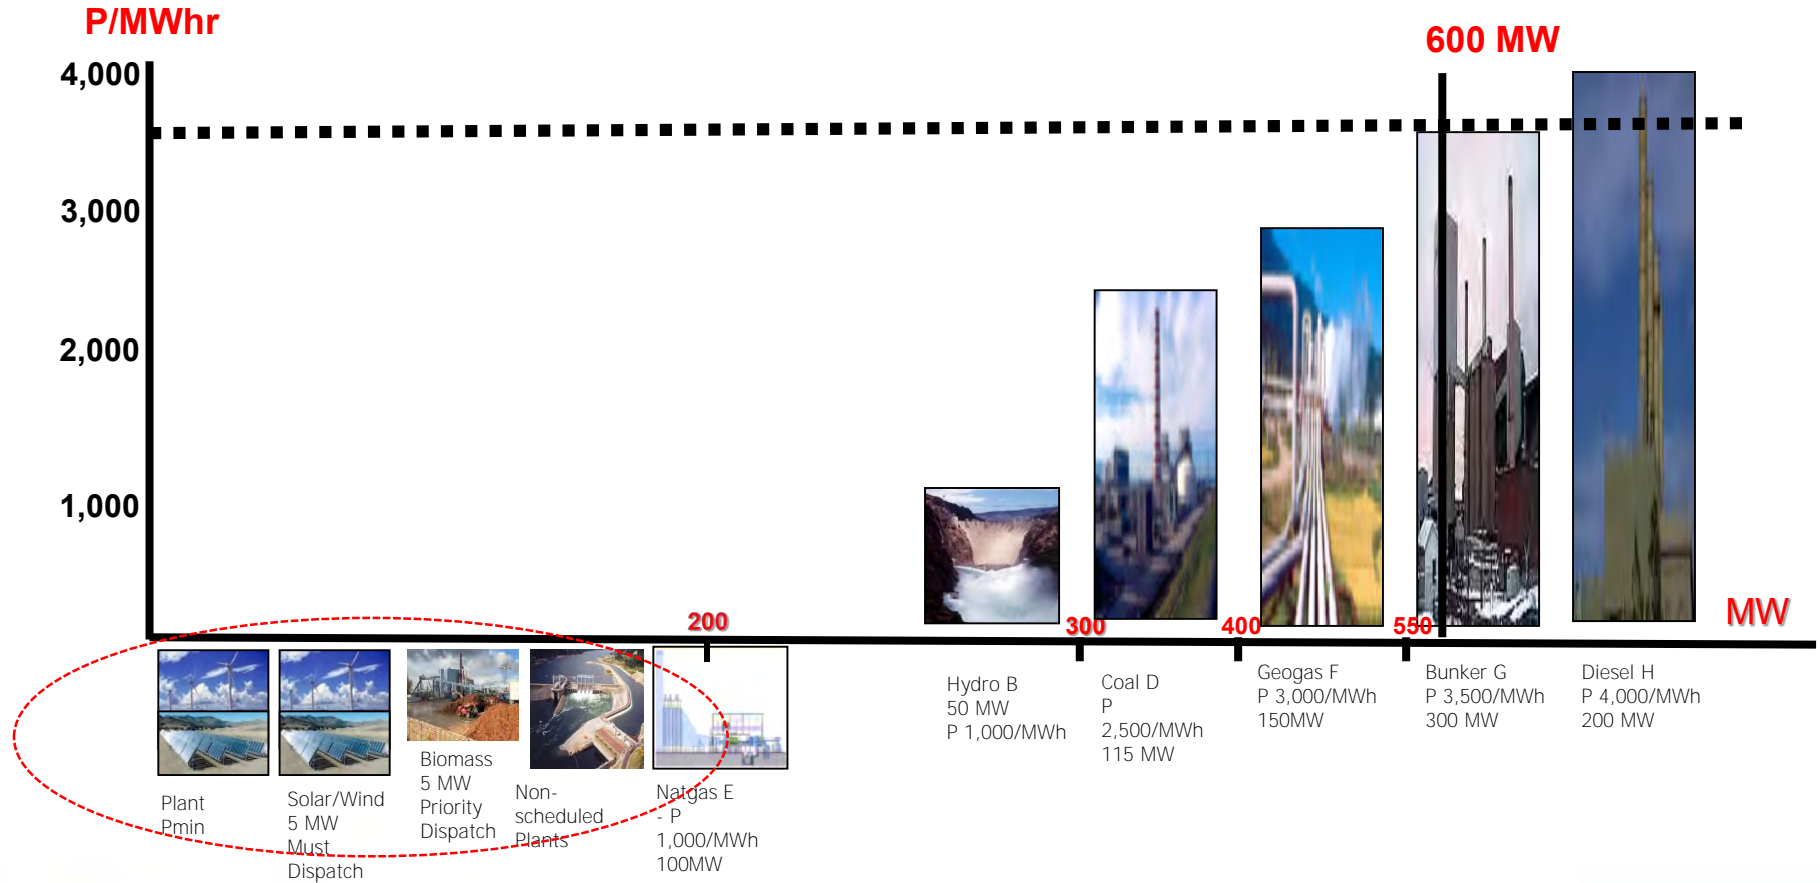 P/MWhr
600 MW
4,000
3,000
2,000
1,000
200
300
400
550
MW
Plant
Pmin
Solar/Wind
5 MW
Must
Dispatch
Biomass
5 MW
Priority
Dispatch
Non-
scheduled
Plants
Natgas E
- P
1,000/MWh
100MW
Hydro B
50 MW
P 1,000/MWh
Coal D
P
2,500/MWh
115 MW
Geogas F
P 3,000/MWh
150MW
Bunker G
P 3,500/MWh
300 MW
Diesel H
P 4,000/MWh
200 MW